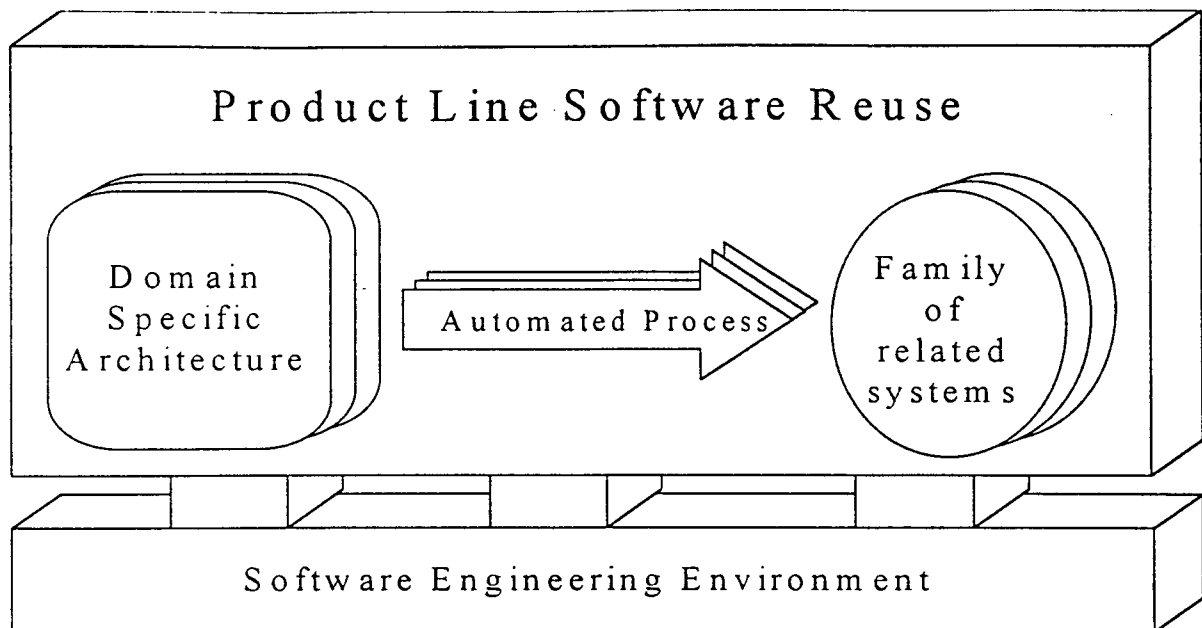 Product Line Software Reuse
Domain
Specific
Architecture
Automated Process
Family
of
related
systems
Software Engineering Environment